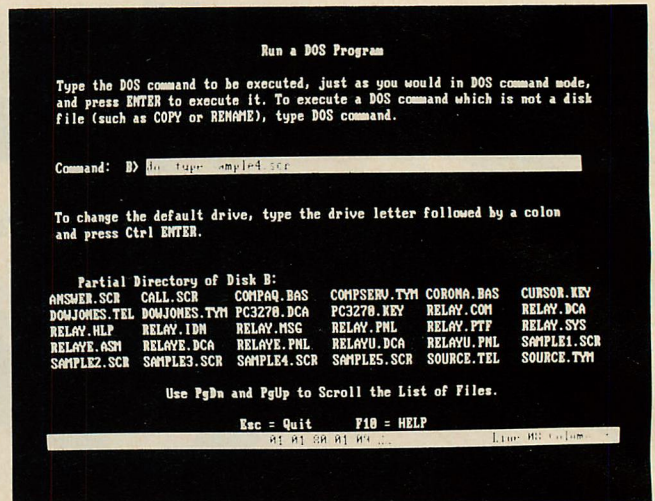 Run a DOS Program
Type the DOS command to be executed, just as you would in DOS command mode,
and press ENTER to execute it. To execute a DOS command which is not a disk
file (such as COPY or RENAME), type DOS command.
Command: B> type
To change the default drive, type the drive letter followed by a colon
and press Ctrl ENTER.
Partial Directory of Disk B:
ANSWER.SCR CALL.SCR COMPAQ.BAS COMPSERV.TYM CORONA.BAS CURSOR.KEY
DOWJONES.TEL DOWJONES.TYM PC3270.DCA PC3270.KEY RELAY.COM RELAY.DCA
RELAY.HLP RELAY.IDN RELAY.MSG RELAY.PNL RELAY.PTF RELAY.SYS
RELAYE.ASM RELAYE.DCA RELAYE.PNL RELAYU.DCA RELAYU.PNL SAMPLE1.SCR
SAMPLE2.SCR SAMPLE3.SCR SAMPLE4.SCR SAMPLE5.SCR SOURCE.TEL SOURCE.TYM
Use PgDn and PgUp to Scroll the List of Files.
Esc = Quit F10 = HELP
01 01 80 01 09